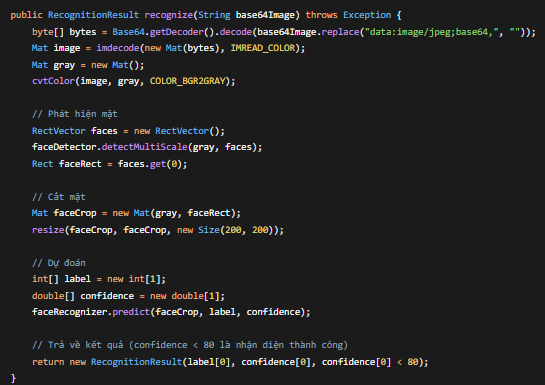 public RecognitionResult recognize(String base64Image) throws Exception {
    byte[] bytes = Base64.getDecoder().decode(base64Image.replace("data:image/jpeg;base64,", ""));
    Mat image = imdecode(new Mat(bytes), IMREAD_COLOR);
    Mat gray = new Mat();
    cvtColor(image, gray, COLOR_BGR2GRAY);

    // Phát hiện mặt
    RectVector faces = new RectVector();
    faceDetector.detectMultiScale(gray, faces);
    Rect faceRect = faces.get(0);

    // Cắt mặt
    Mat faceCrop = new Mat(gray, faceRect);
    resize(faceCrop, faceCrop, new Size(200, 200));

    // Dự đoán
    int[] label = new int[1];
    double[] confidence = new double[1];
    faceRecognizer.predict(faceCrop, label, confidence);

    // Trả về kết quả (confidence < 80 là nhận diện thành công)
    return new RecognitionResult(label[0], confidence[0], confidence[0] < 80);
}